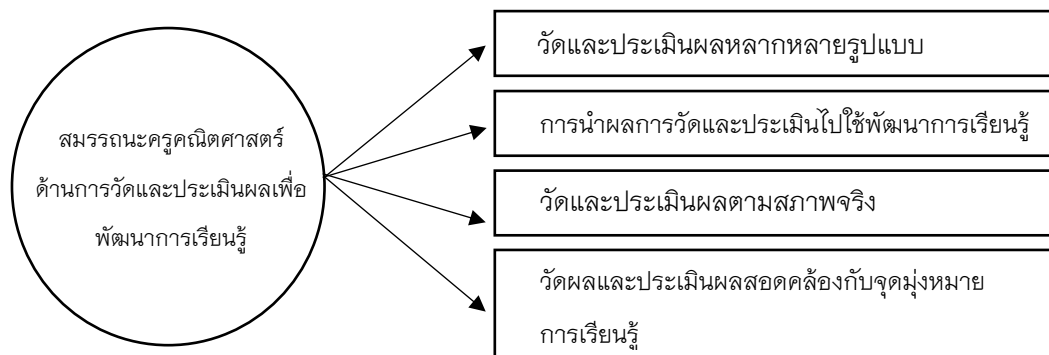 สมรรถนะครูคณิตศาสตร์
ด้านการวัดและประเมินผลเพื่อ
พัฒนาการเรียนรู้
วัดและประเมินผลหลากหลายรูปแบบ
การนำผลการวัดและประเมินไปใช้พัฒนาการเรียนรู้
วัดและประเมินผลตามสภาพจริง
วัดผลและประเมินผลสอดคล้องกับจุดมุ่งหมาย
การเรียนรู้